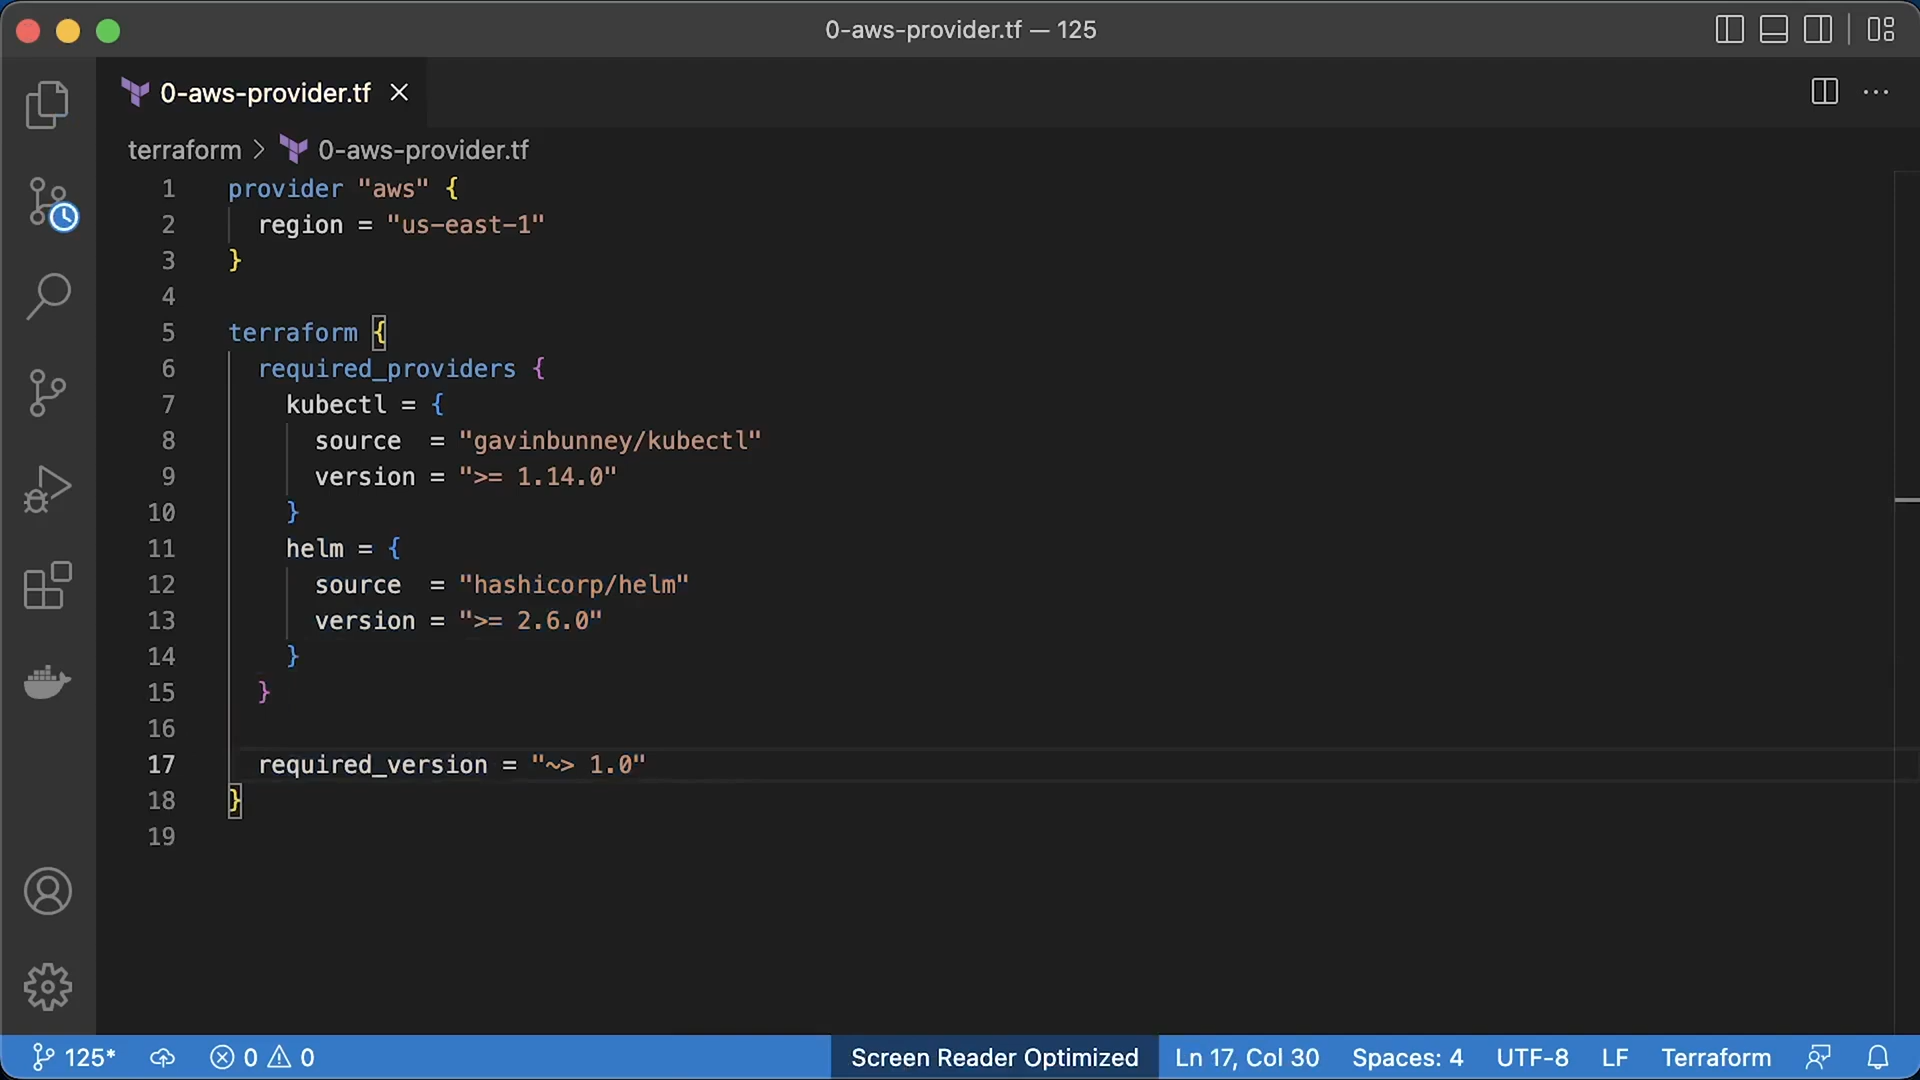 0-aws-provider.tf — 125
0-aws-provider.tf
terraform > 0-aws-provider.tf
1 provider "aws" {
2   region = "us-east-1"
3 }
4
5 terraform {
6   required_providers {
7     kubectl = {
8       source  = "gavinbunney/kubectl"
9       version = ">= 1.14.0"
10     }
11     helm = {
12       source  = "hashicorp/helm"
13       version = ">= 2.6.0"
14     }
15   }
16
17   required_version = "~> 1.0"
18 }
19
125* 0 0 Screen Reader Optimized Ln 17, Col 30 Spaces: 4 UTF-8 LF Terraform